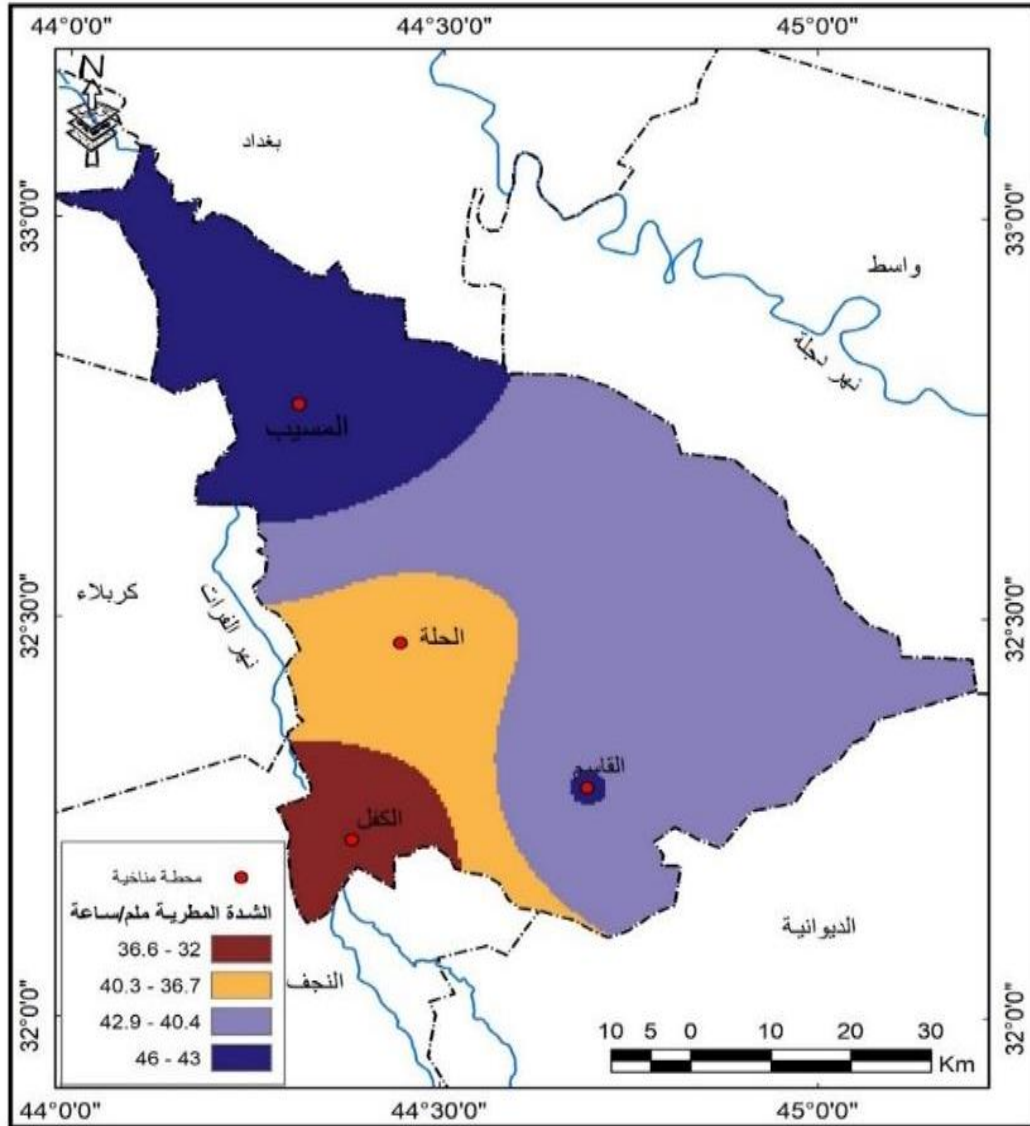 44°0'0" 44°30'0" 45°0'0"
N
بغداد
33°0'0" 33°0'0"
واسط
نهر دجلة
المسيب
كربلاء
نهر الفرات
32°30'0" 32°30'0"
الحلة
القاسم
الكفل
محطة مناخية
الشدة المطرية ملم/ساعة
36.6 - 32
40.3 - 36.7
42.9 - 40.4
46 - 43
النجف
الديوانية
32°0'0" 32°0'0"
10 5 0 10 20 30
Km
44°0'0" 44°30'0" 45°0'0"